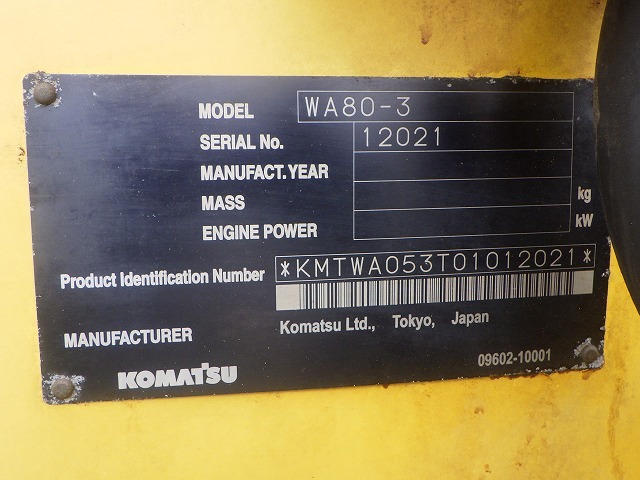 MODEL WA80-3
SERIAL No. 12021
MANUFACT. YEAR
MASS kg
ENGINE POWER kW
Product Identification Number *KMTWA053T01012021*
MANUFACTURER Komatsu Ltd., Tokyo, Japan
KOMATSU 09602-10001